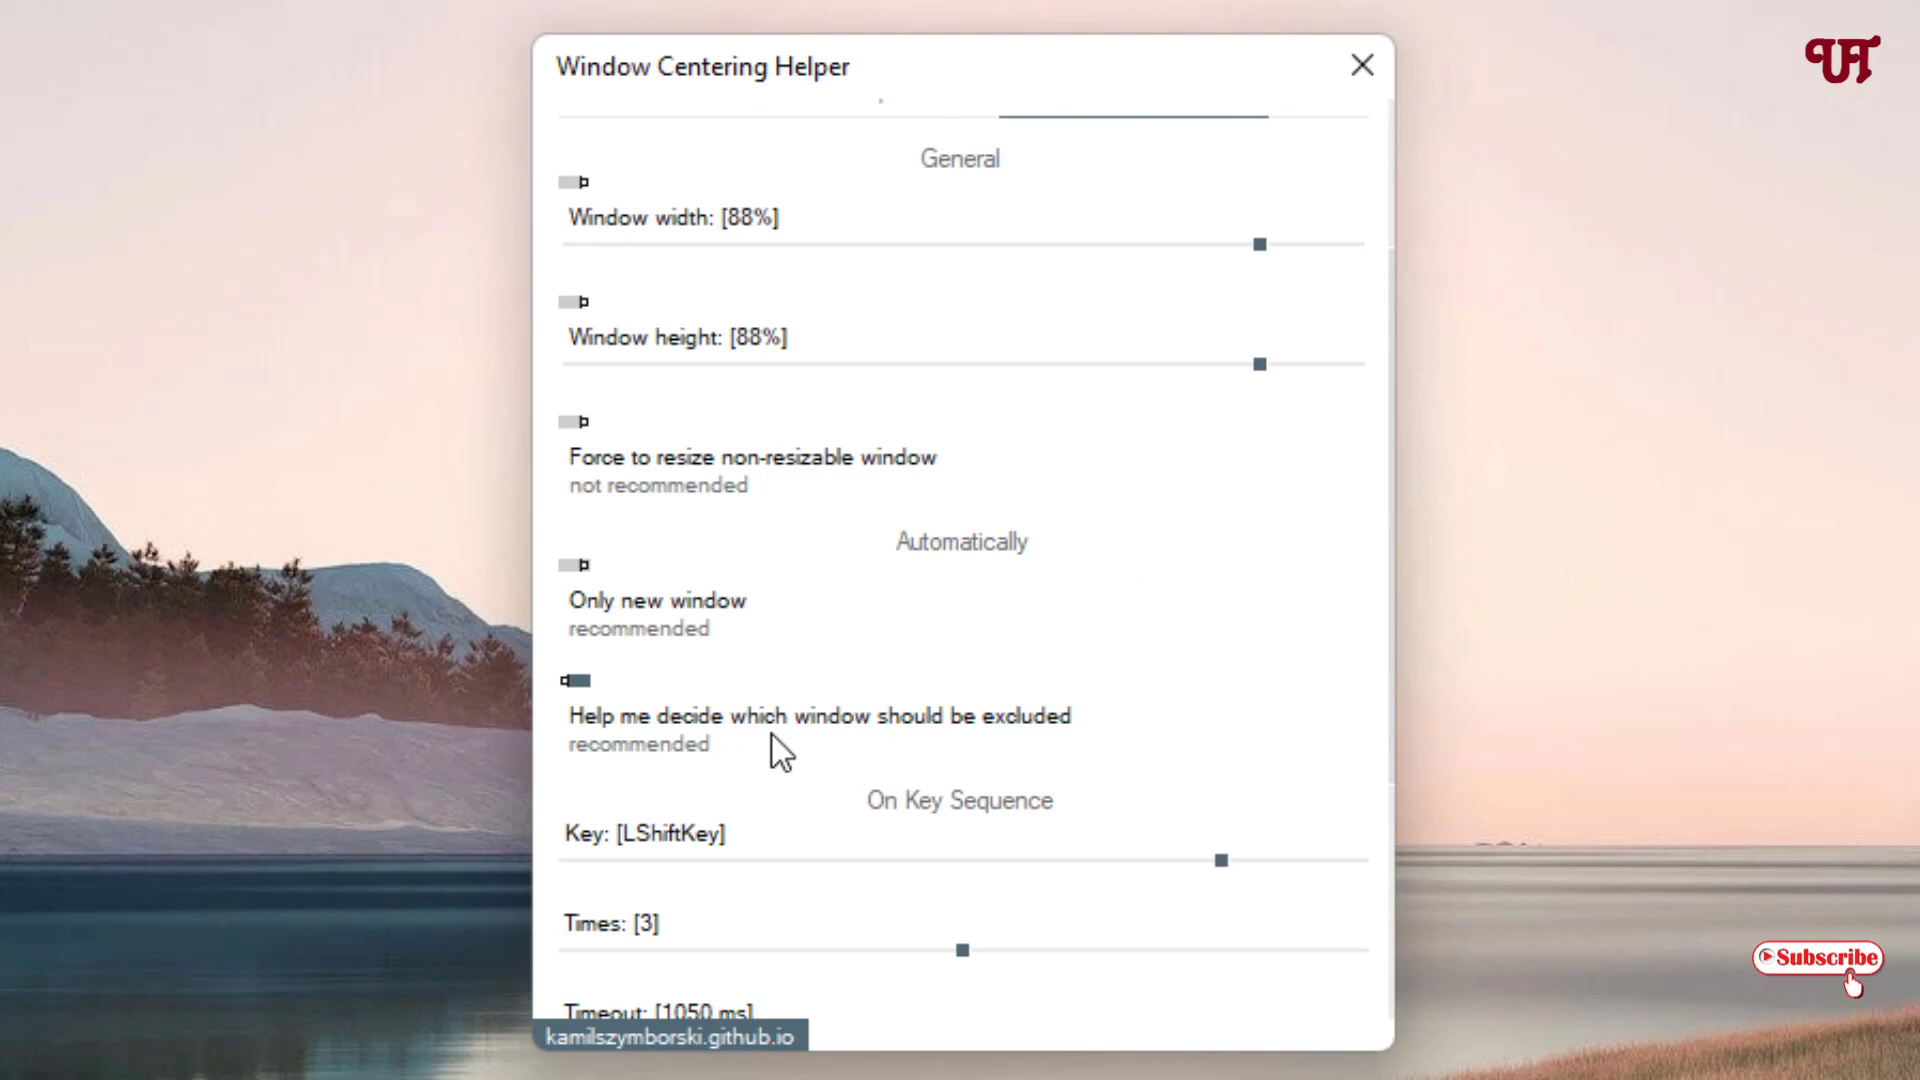 Window Centering Helper
UT
General
Window width: [88%]
Window height: [88%]
Force to resize non-resizable window
not recommended
Automatically
Only new window
recommended
Help me decide which window should be excluded
recommended
On Key Sequence
Key: [LShiftKey]
Times: [3]
Subscribe
Timeout: [1050 ms]
kamilszymborski.github.io